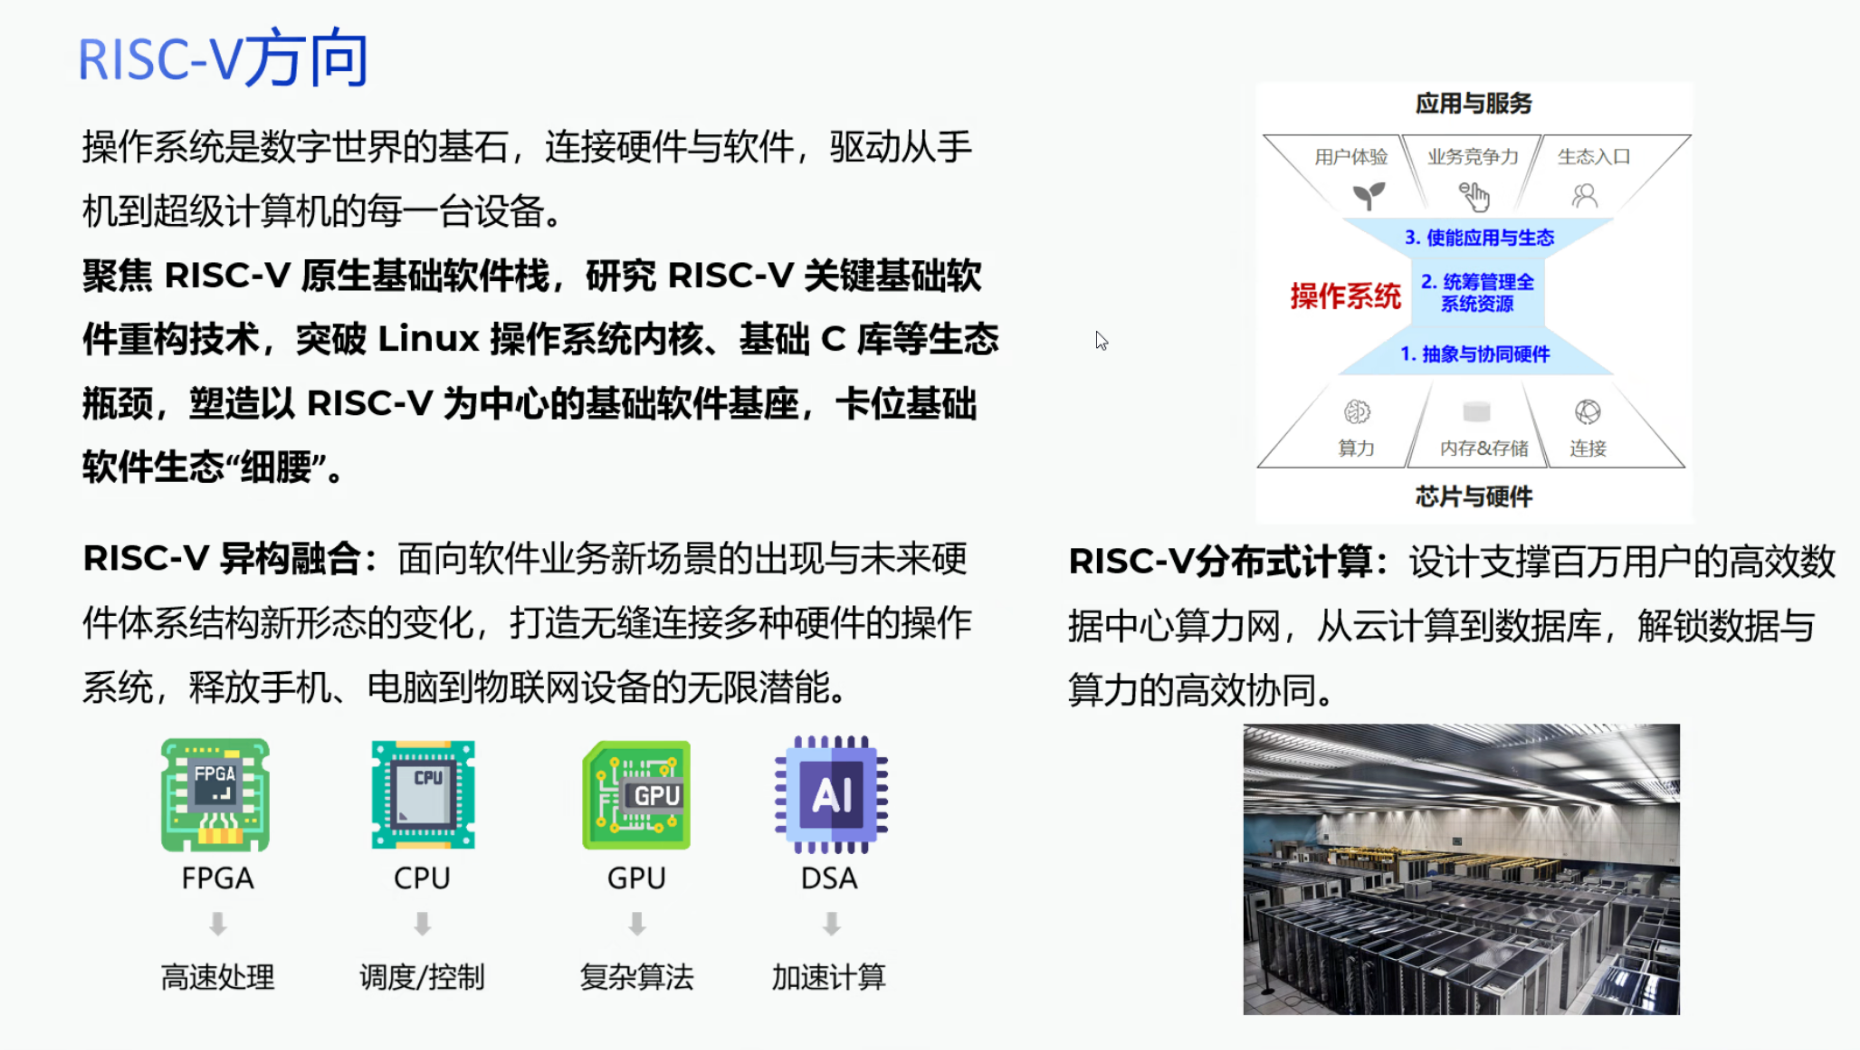 RISC-V方向
操作系统是数字世界的基石，连接硬件与软件，驱动从手
机到超级计算机的每一台设备。
聚焦 RISC-V 原生基础软件栈，研究 RISC-V 关键基础软
件重构技术，突破 Linux 操作系统内核、基础 C 库等生态
瓶颈，塑造以 RISC-V 为中心的基础软件基座，卡位基础
软件生态“细腰”。
应用与服务
用户体验 业务竞争力 生态入口
3. 使能应用与生态
操作系统
2. 统筹管理全
系统资源
1. 抽象与协同硬件
算力 内存&存储 连接
芯片与硬件
RISC-V 异构融合：面向软件业务新场景的出现与未来硬
件体系结构新形态的变化，打造无缝连接多种硬件的操作
系统，释放手机、电脑到物联网设备的无限潜能。
FPGA CPU GPU AI
FPGA CPU GPU DSA
高速处理 调度/控制 复杂算法 加速计算
RISC-V分布式计算：设计支撑百万用户的高效数
据中心算力网，从云计算到数据库，解锁数据与
算力的高效协同。